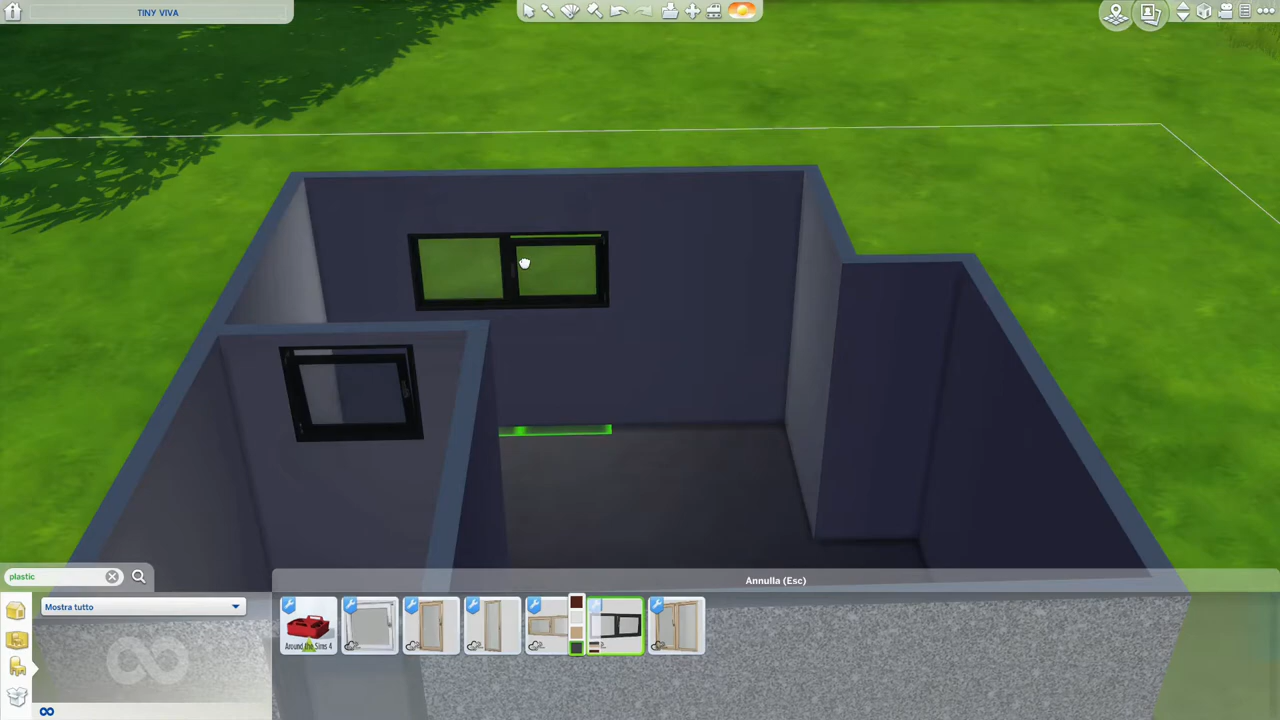 TINY VIVA
plastic
Annulla (Esc)
Mostra tutto
Around the Sims 4